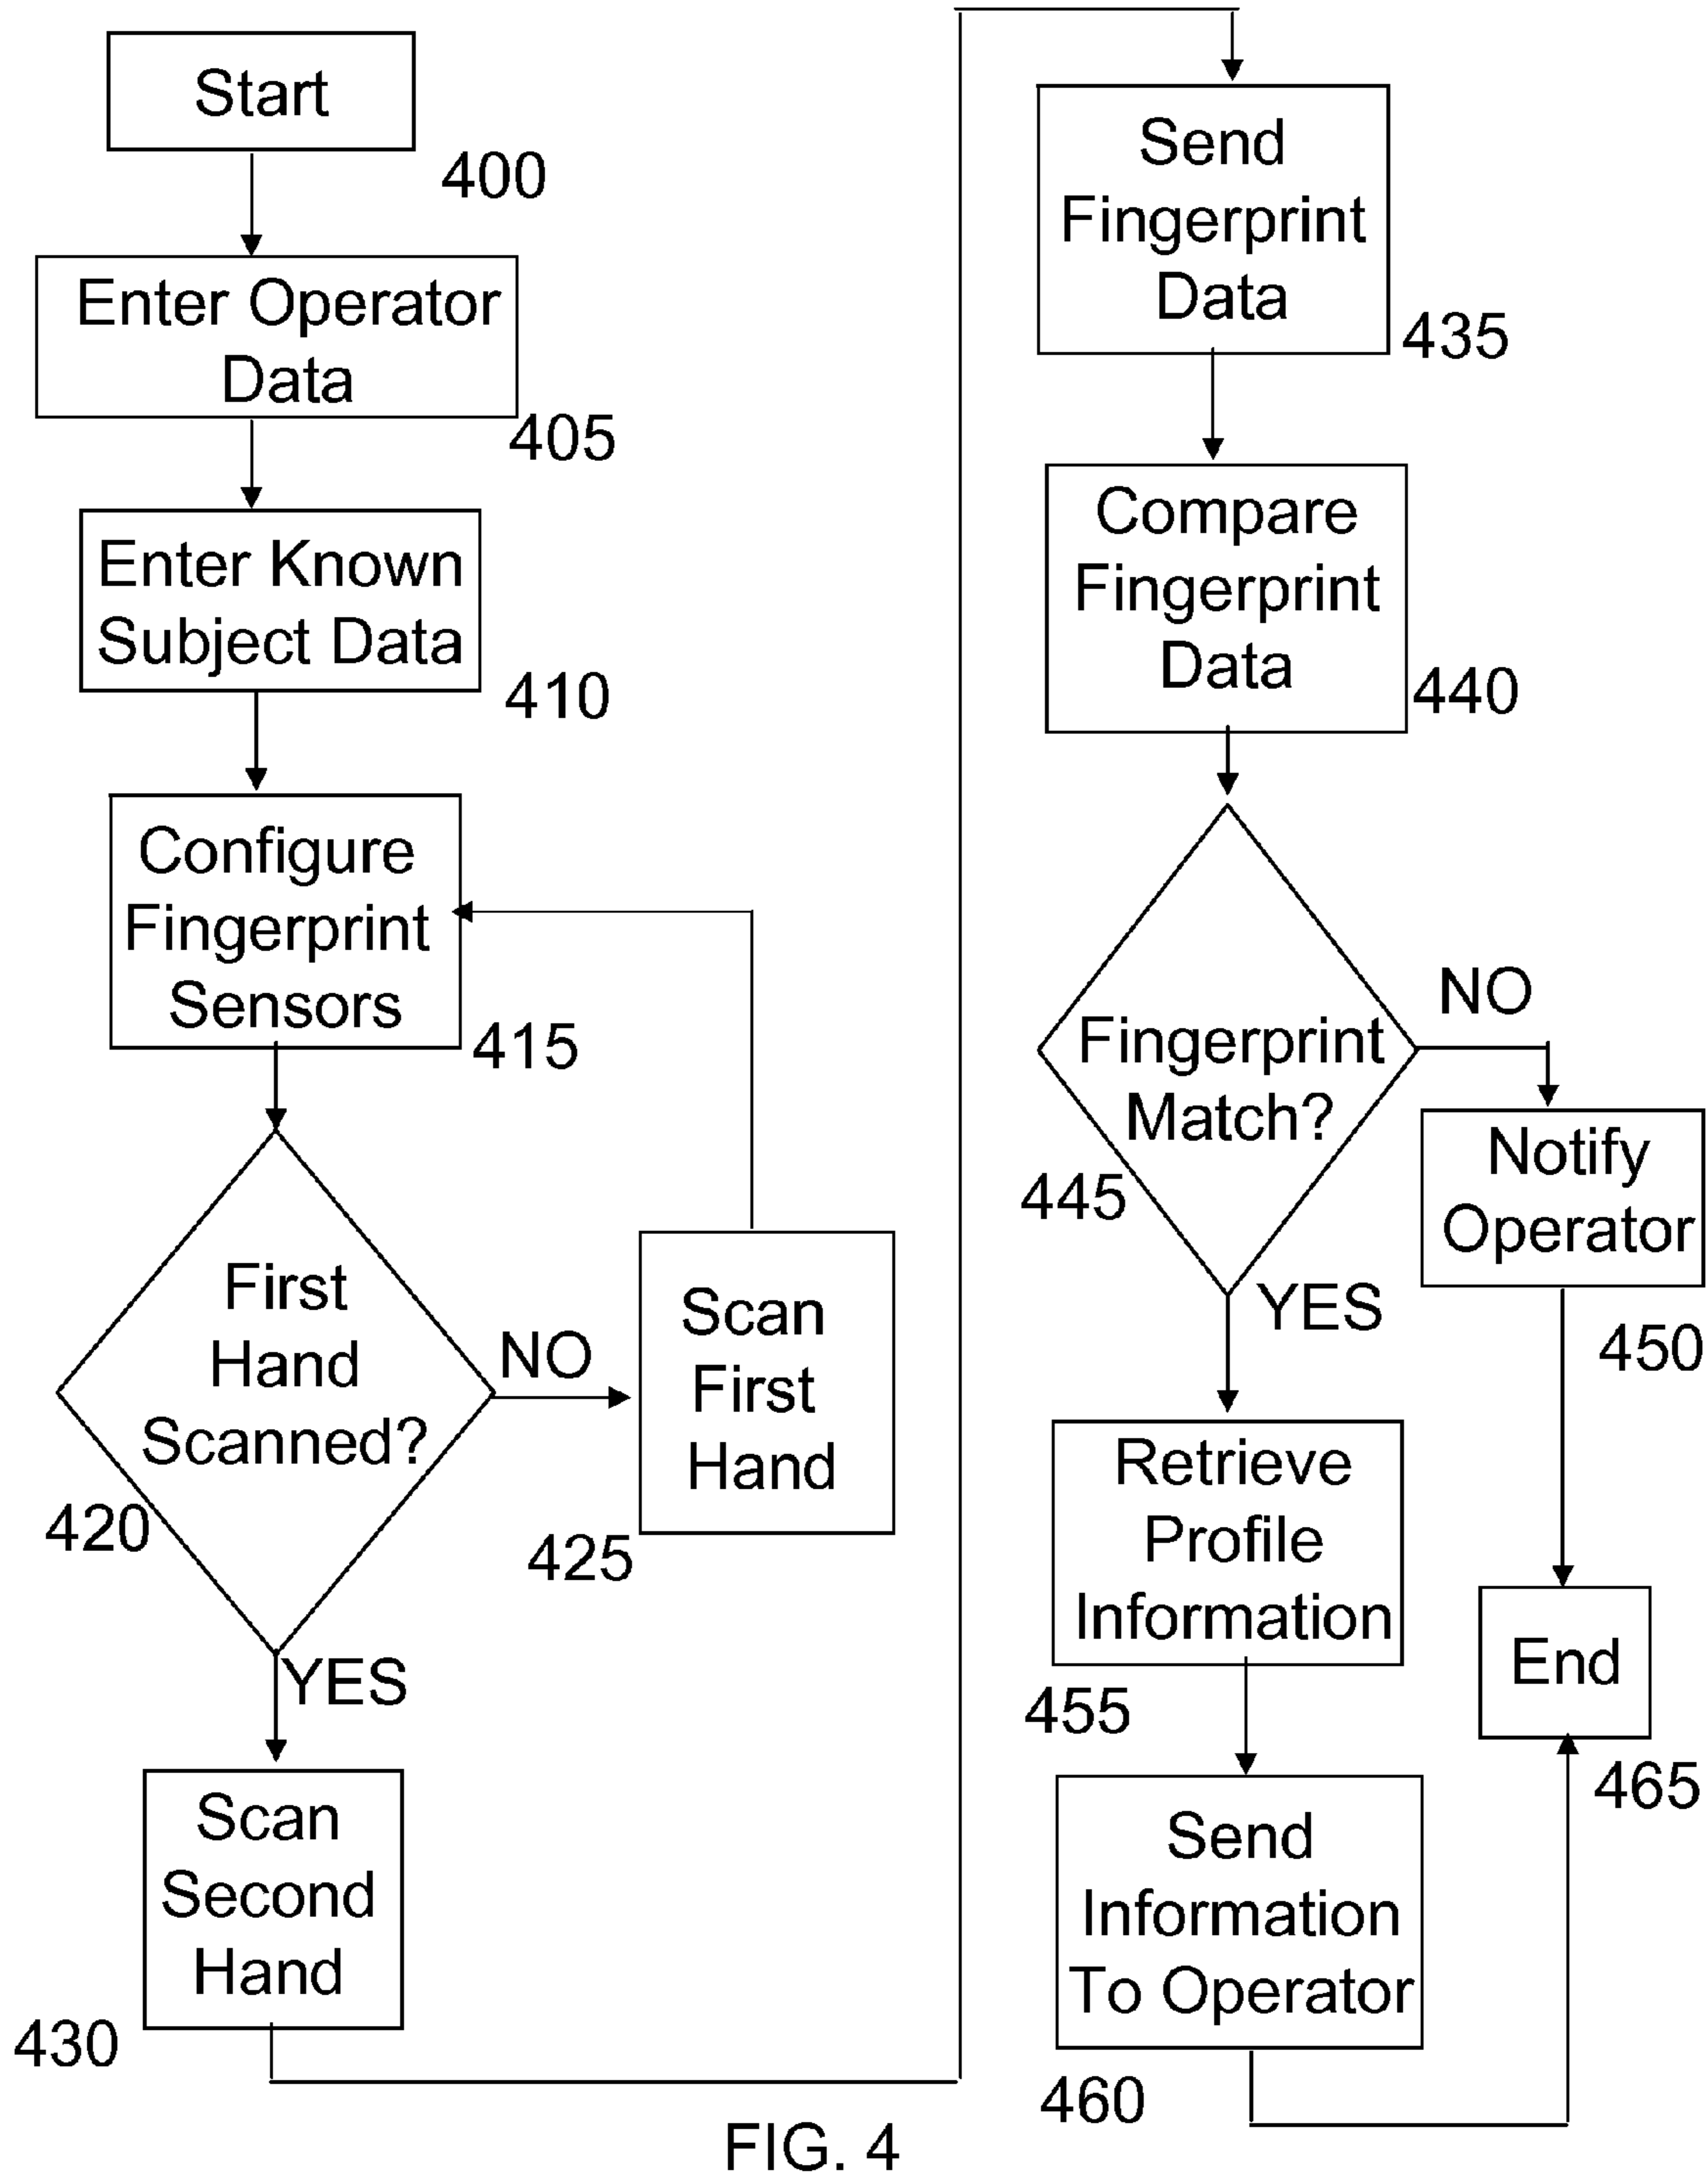 Start
400
Enter Operator
Data
405
Enter Known
Subject Data
410
Configure
Fingerprint
Sensors
415
First
Hand
Scanned?
420
NO
Scan
First
Hand
425
YES
Scan
Second
Hand
430
Send
Fingerprint
Data
435
Compare
Fingerprint
Data
440
Fingerprint
Match?
445
NO
Notify
Operator
450
YES
Retrieve
Profile
Information
455
Send
Information
To Operator
460
End
465
FIG. 4